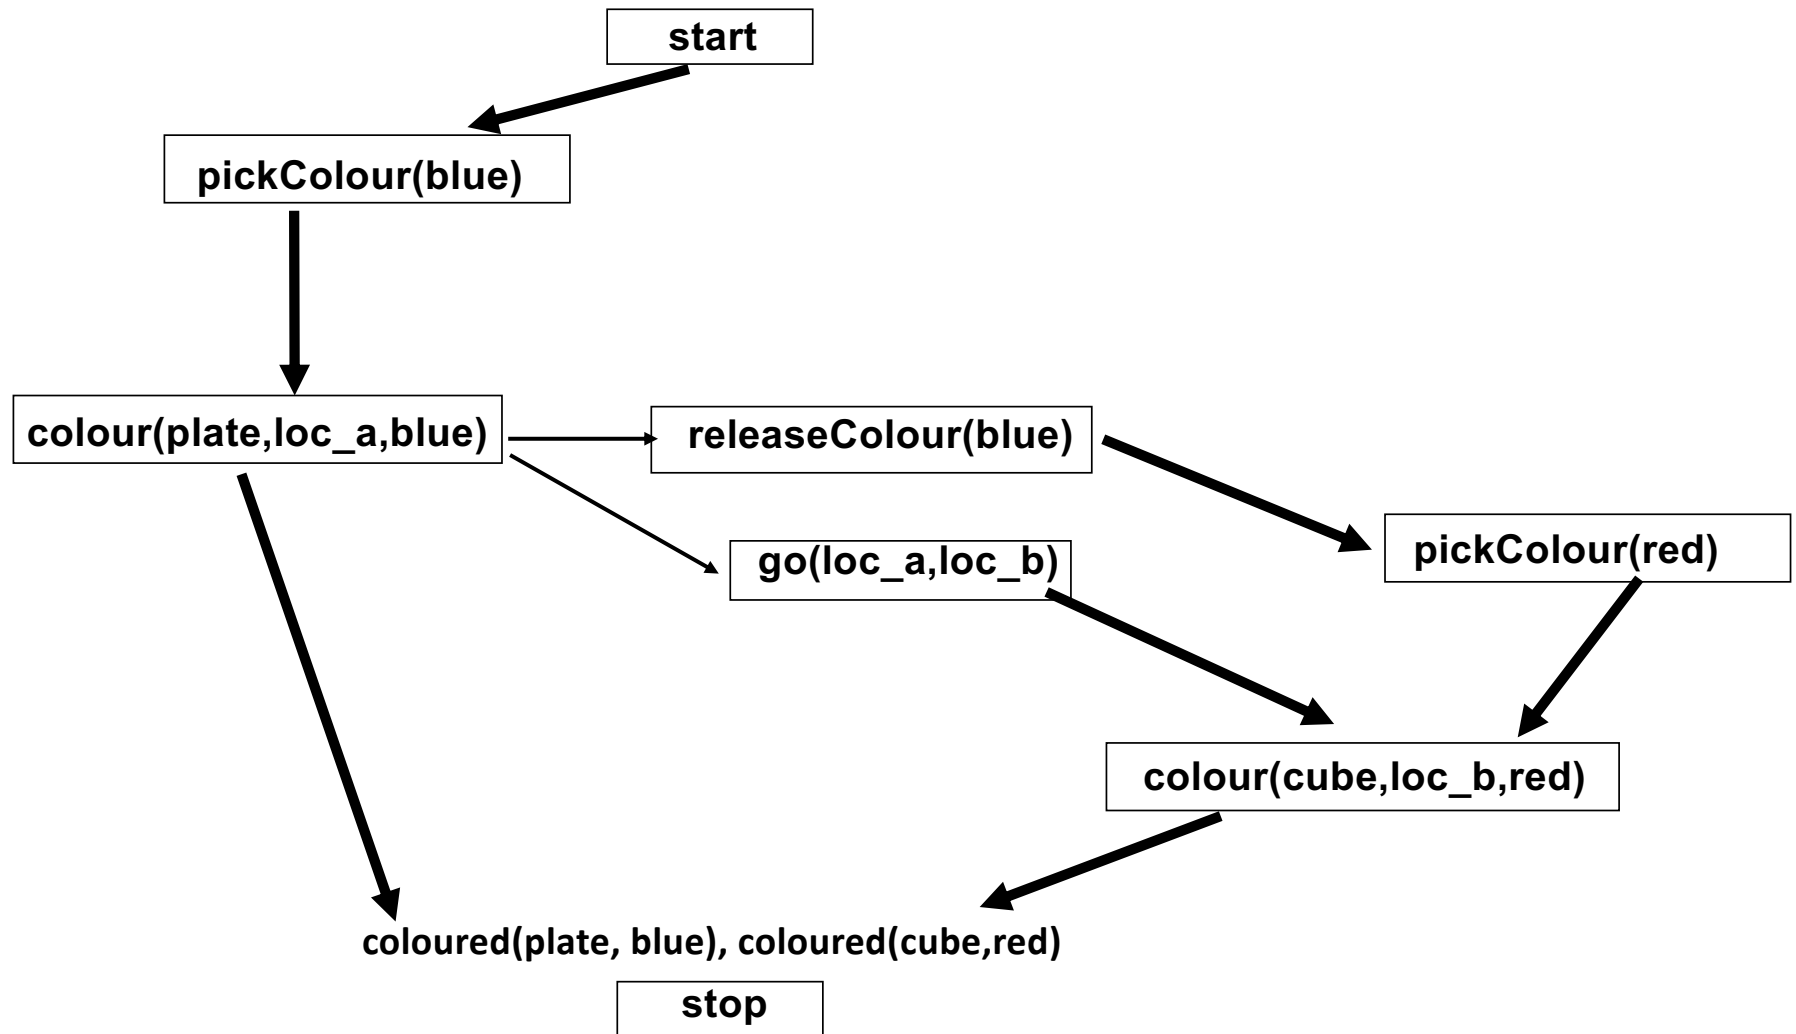 start
pickColour(blue)
colour(plate,loc_a,blue)
releaseColour(blue)
go(loc_a,loc_b)
pickColour(red)
colour(cube,loc_b,red)
coloured(plate, blue), coloured(cube,red)
stop